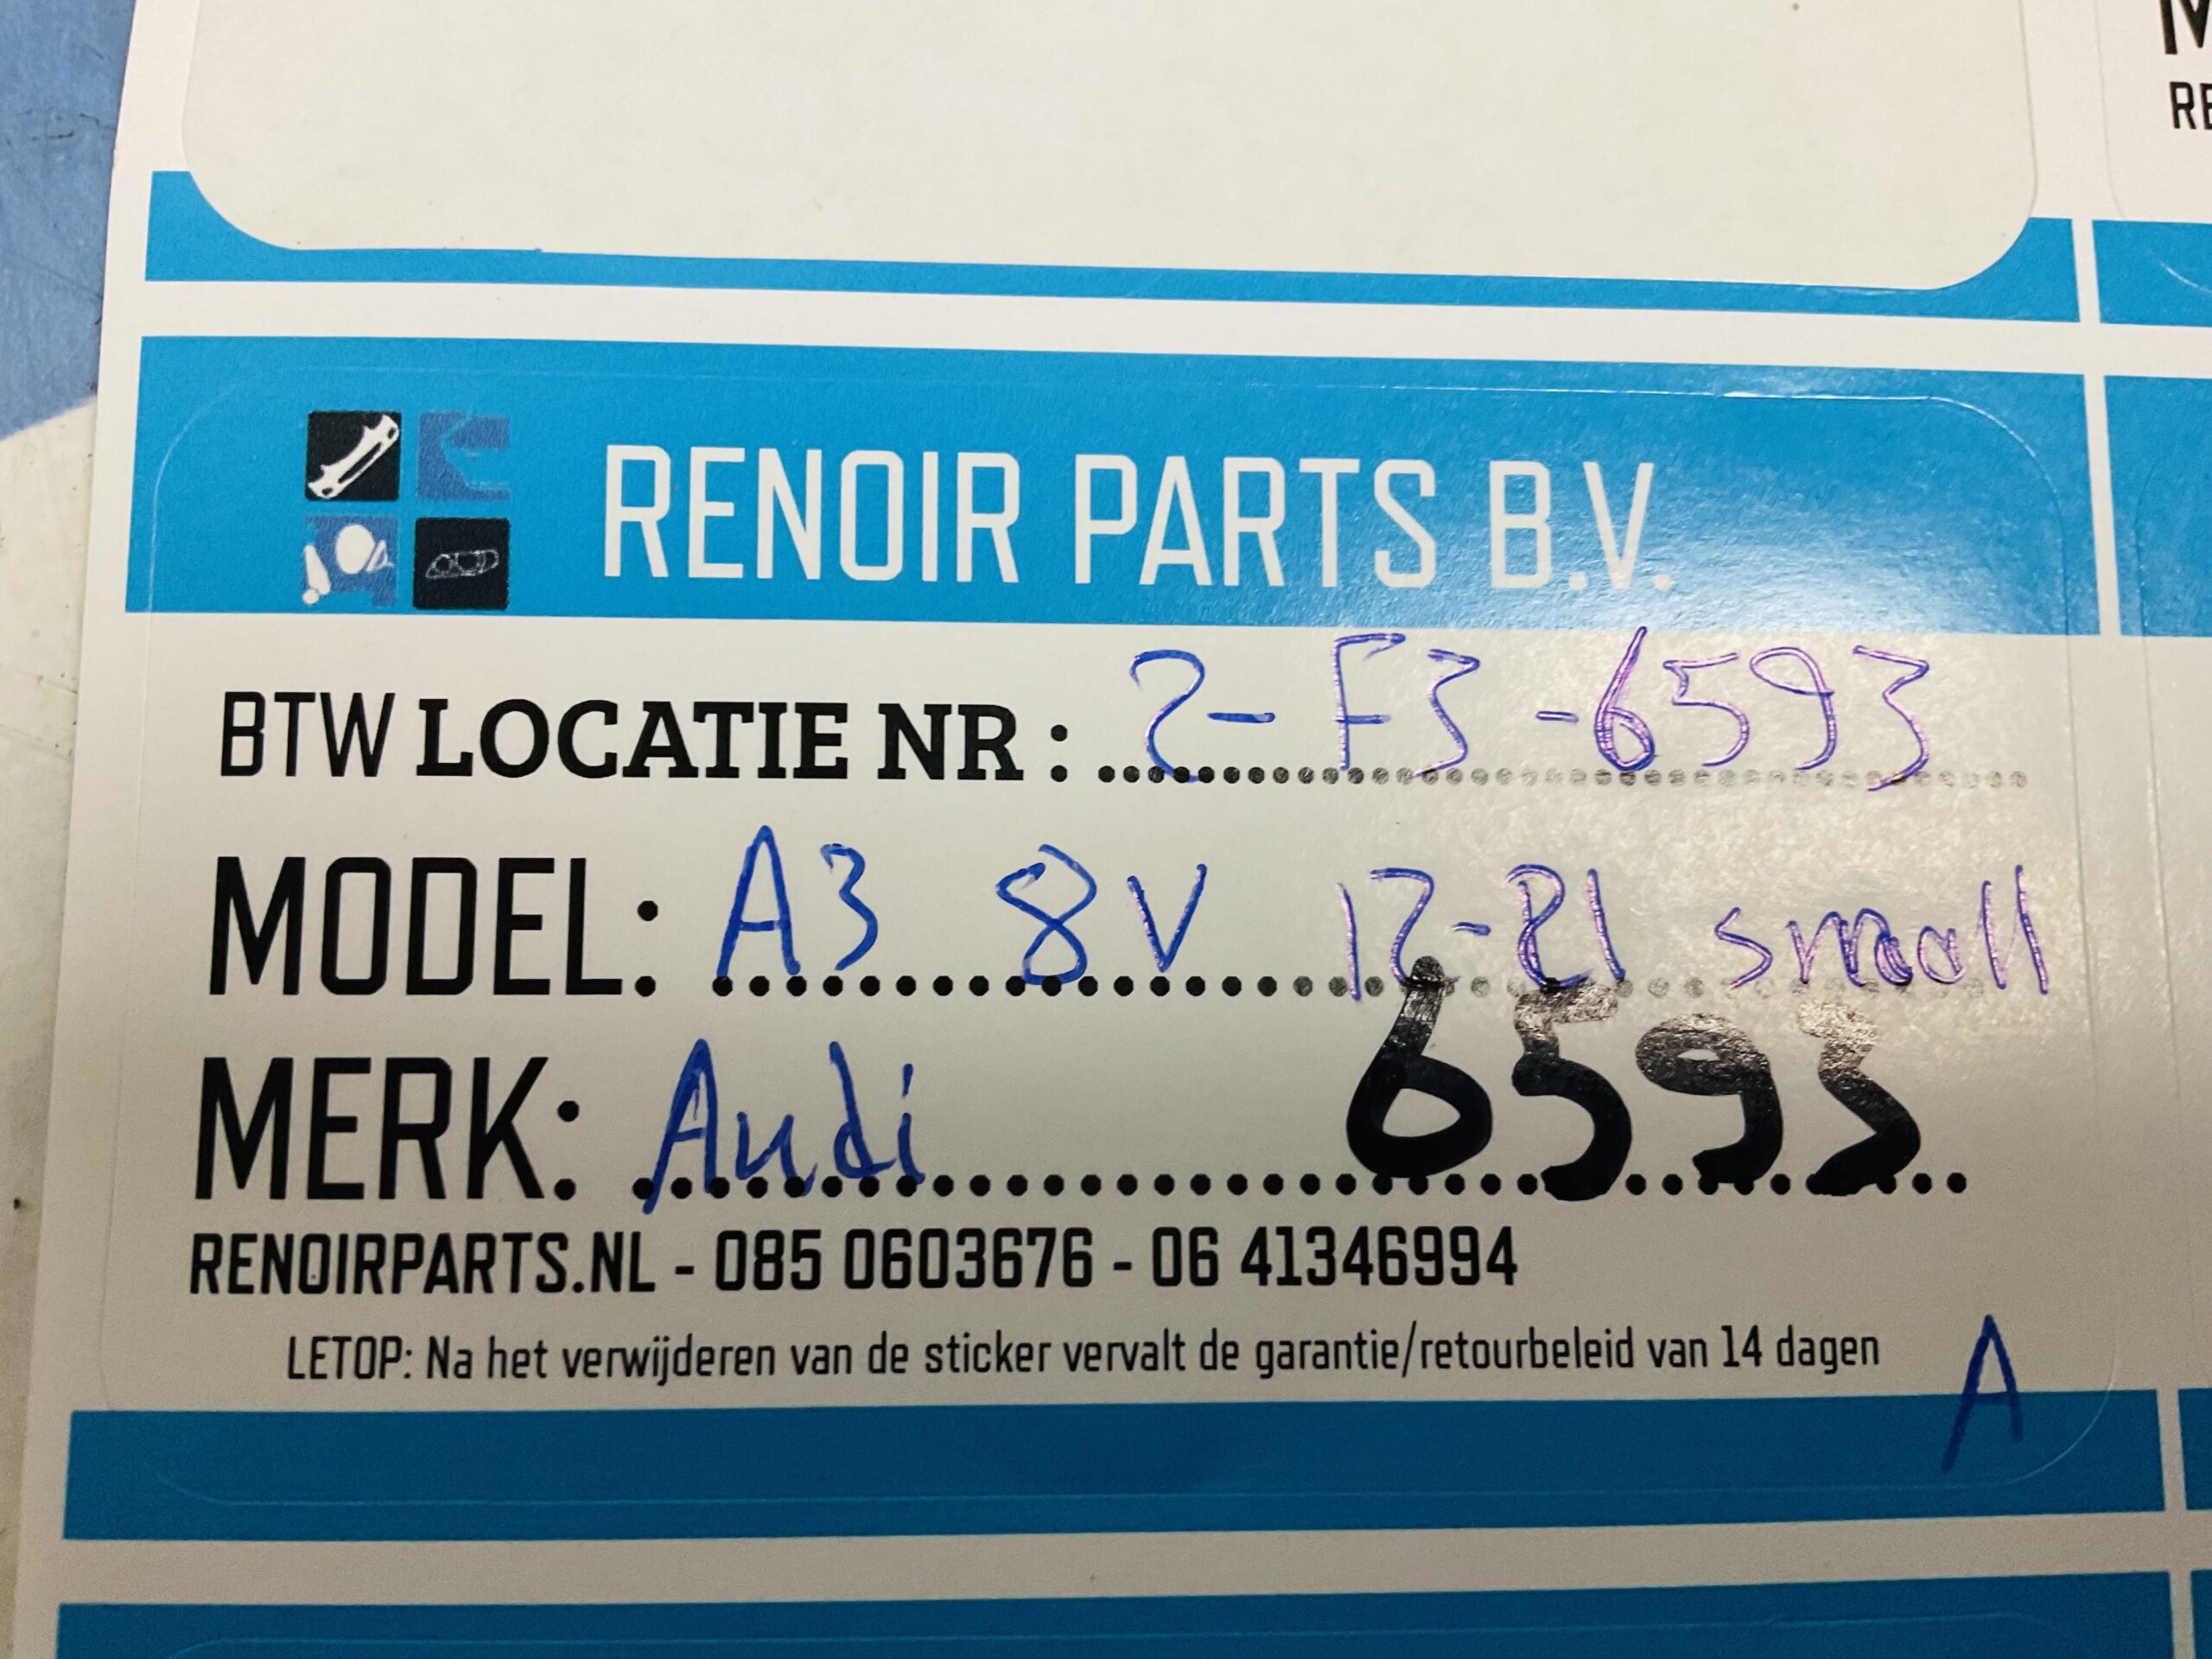 M
RE
RENOIR PARTS B.V.
BTW LOCATIE NR : 2-F3-6593
MODEL: A3 8V 12-21 small
MERK: Audi 6593
RENOIRPARTS.NL - 085 0603676 - 06 41346994
LETOP: Na het verwijderen van de sticker vervalt de garantie/retourbeleid van 14 dagen
A